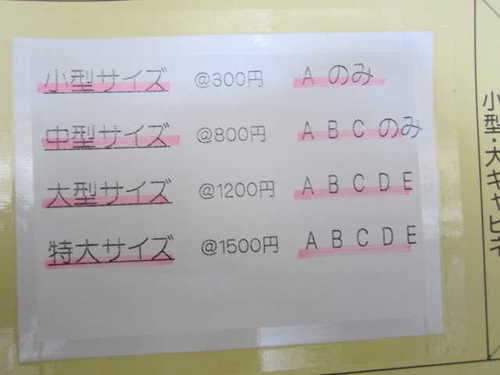 小型サイズ @300円 A のみ
中型サイズ @800円 A B C のみ
大型サイズ @1200円 A B C D E
特大サイズ @1500円 A B C D E
小型・大キャビネ